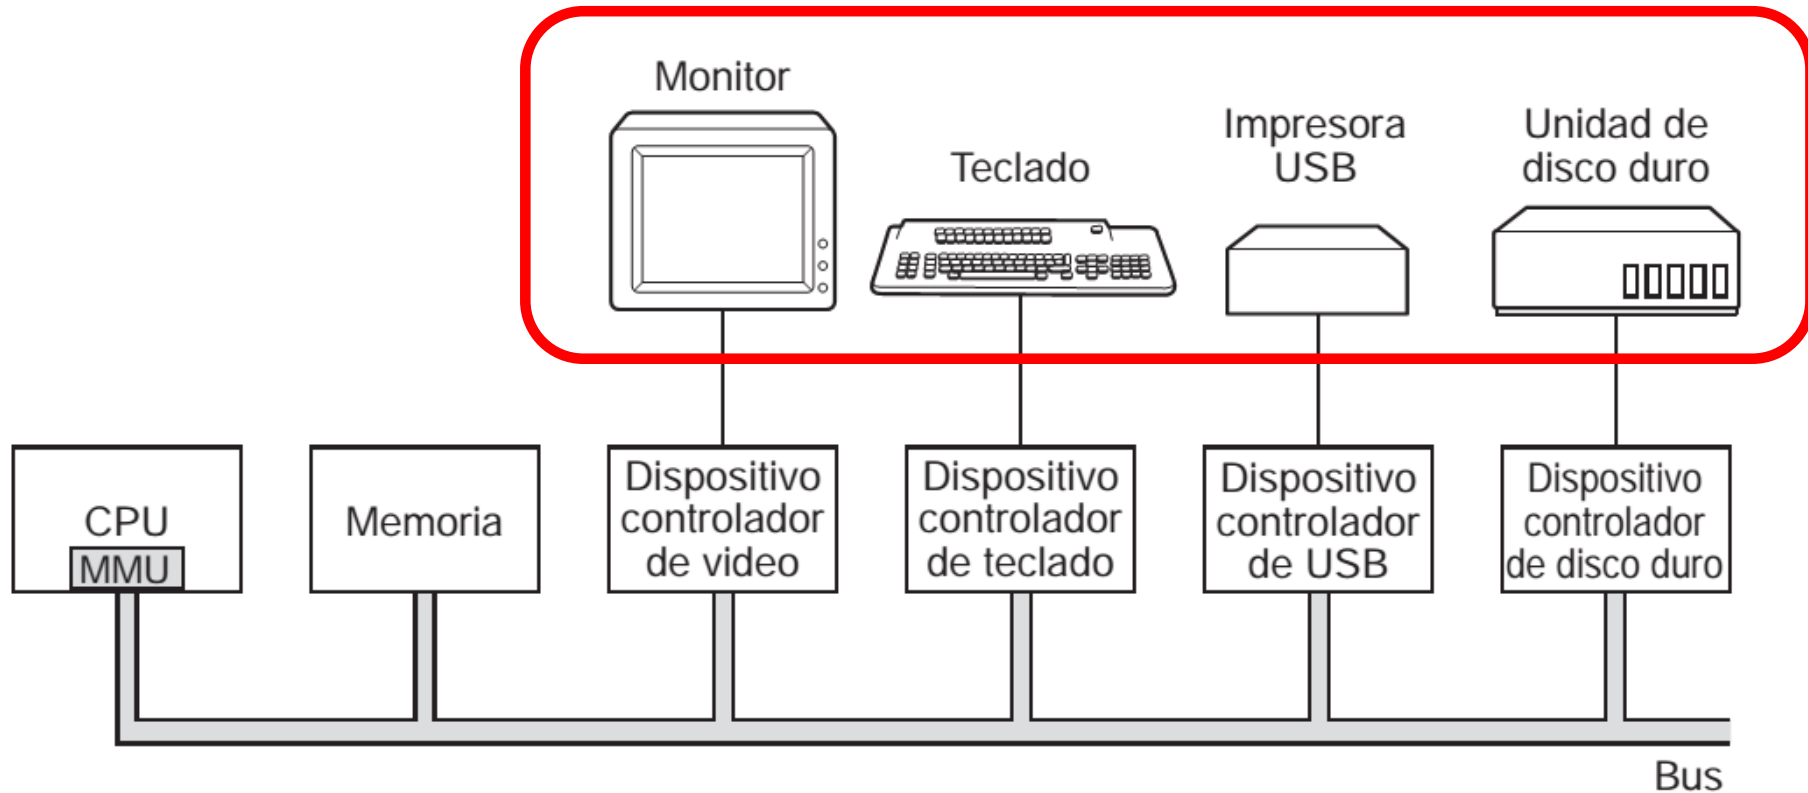 Monitor
Teclado
Impresora
USB
Unidad de
disco duro
CPU
MMU
Memoria
Dispositivo
controlador
de video
Dispositivo
controlador
de teclado
Dispositivo
controlador
de USB
Dispositivo
controlador
de disco duro
Bus